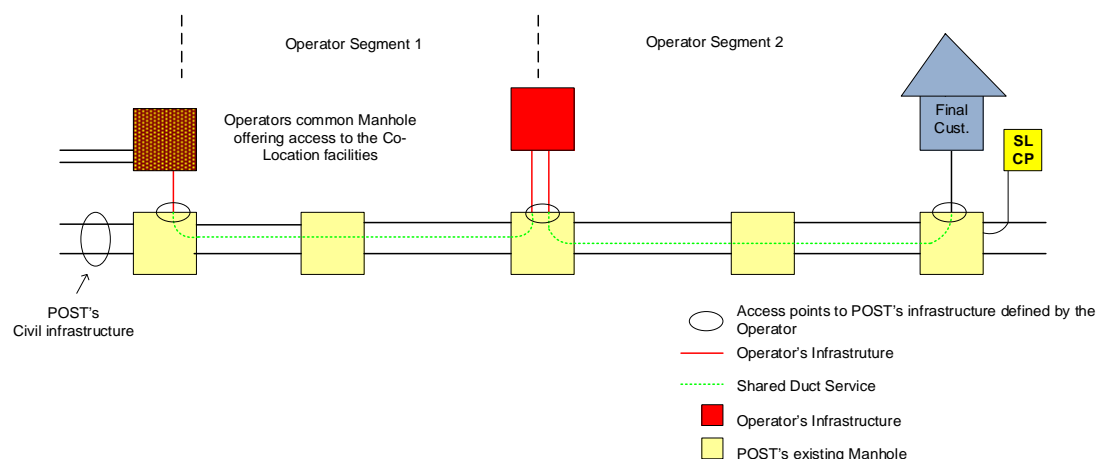 Operator Segment 1
Operator Segment 2
Operators common Manhole
offering access to the Co-
Location facilities
Final
Cust.
SL
CP
POST's
Civil infrastructure
Access points to POST's infrastructure defined by the
Operator
Operator's Infrastruture
Shared Duct Service
Operator's Infrastructure
POST's existing Manhole